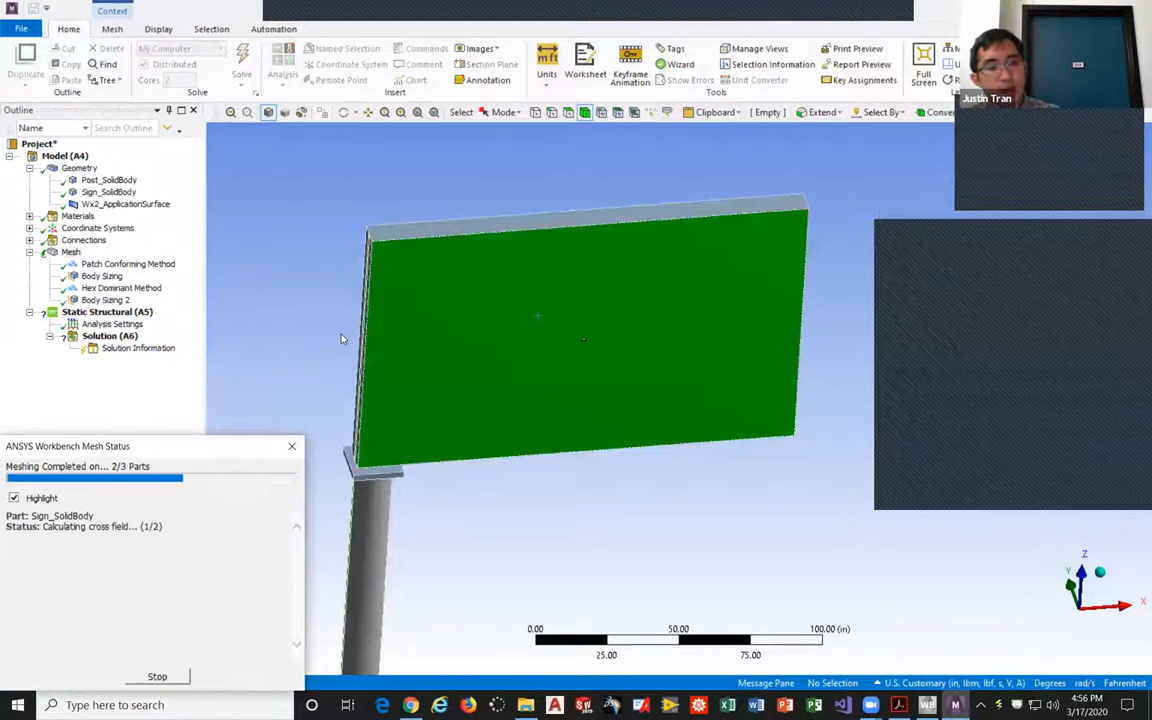 Context
File
Home
Mesh
Display
Selection
Automation
Duplicate
Cut
Delete
Copy
Find
Paste
Tree
Outline
My Computer
Distributed
Cores 2
Solve
Solve
Analysis
Named Selection
Coordinate System
Remote Point
Commands
Chart
Images
Section Plane
Annotation
Insert
Units
Worksheet
Keyframe
Animation
Tags
Wizard
Show Errors
Manage Views
Selection Information
Unit Converter
Print Preview
Report Preview
Key Assignments
Tools
Full
Screen
Justin Tran
Outline
Name
Search Outline
Select
Mode
Clipboard
[ Empty ]
Extend
Select By
Conver
Project*
Model (A4)
Geometry
Post_SolidBody
Sign_SolidBody
Wx2_ApplicationSurface
Materials
Coordinate Systems
Connections
Mesh
Patch Conforming Method
Body Sizing
Hex Dominant Method
Body Sizing 2
Static Structural (A5)
Analysis Settings
Solution (A6)
Solution Information
ANSYS Workbench Mesh Status
Meshing Completed on... 2/3 Parts
Highlight
Part: Sign_SolidBody
Status: Calculating cross field... (1/2)
Stop
0.00
50.00
100.00 (in)
25.00
75.00
Z
Y
X
Message Pane
No Selection
U.S. Customary (in, lbm, lbf, s, V, A)
Degrees
rad/s
Fahrenheit
Type here to search
4:56 PM
3/17/2020